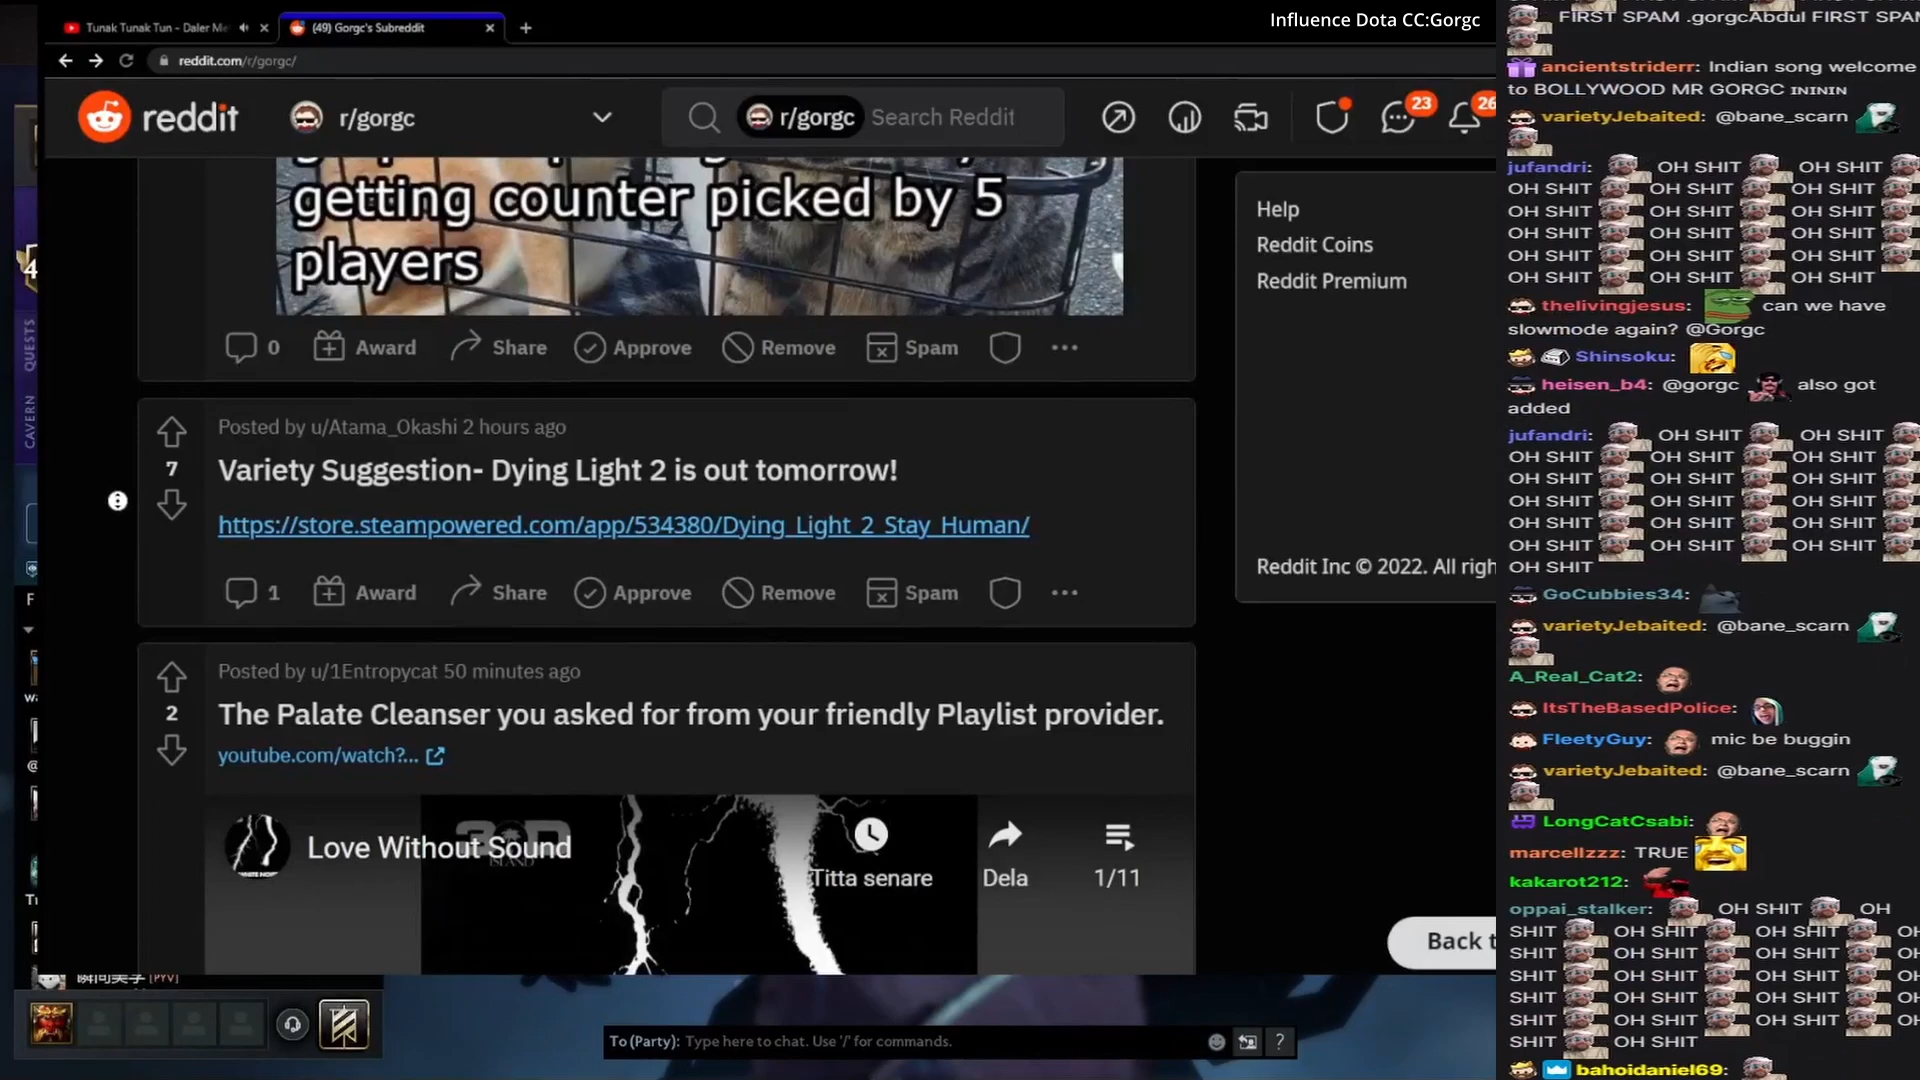 Tunak Tunak Tun - Daler Me
(49) Gorgc's Subreddit
Influence Dota CC:Gorgc
reddit.com/r/gorgc/
reddit
r/gorgc
r/gorgc
Search Reddit
23
26
getting counter picked by 5
players
0
Award
Share
Approve
Remove
Spam
Posted by u/Atama_Okashi 2 hours ago
7
Variety Suggestion- Dying Light 2 is out tomorrow!
https://store.steampowered.com/app/534380/Dying_Light_2_Stay_Human/
1
Award
Share
Approve
Remove
Spam
Posted by u/1Entropycat 50 minutes ago
2
The Palate Cleanser you asked for from your friendly Playlist provider.
youtube.com/watch?...
Love Without Sound
Titta senare
Dela
1/11
Help
Reddit Coins
Reddit Premium
Reddit Inc © 2022. All righ
Back t
4
QUESTS
CAVERN
F
[PYV]
To (Party): Type here to chat. Use '/' for commands.
?
FIRST SPAM .gorgcAbdul FIRST SPAM
ancientstriderr: Indian song welcome
to BOLLYWOOD MR GORGC INININ
varietyJebaited: @bane_scarn
jufandri: OH SHIT OH SHIT
OH SHIT OH SHIT OH SHIT
OH SHIT OH SHIT OH SHIT
OH SHIT OH SHIT OH SHIT
OH SHIT OH SHIT OH SHIT
OH SHIT OH SHIT OH SHIT
thelivingjesus: can we have
slowmode again? @Gorgc
Shinsoku:
heisen_b4: @gorgc also got
added
jufandri: OH SHIT OH SHIT
OH SHIT OH SHIT OH SHIT
OH SHIT OH SHIT OH SHIT
OH SHIT OH SHIT OH SHIT
OH SHIT OH SHIT OH SHIT
OH SHIT OH SHIT OH SHIT
OH SHIT
GoCubbies34:
varietyJebaited: @bane_scarn
A_Real_Cat2:
ItsTheBasedPolice:
FleetyGuy: mic be buggin
varietyJebaited: @bane_scarn
LongCatCsabi:
marcellzzz: TRUE
kakarot212:
oppai_stalker: OH SHIT OH
SHIT OH SHIT OH SHIT OH
SHIT OH SHIT OH SHIT OH
SHIT OH SHIT OH SHIT OH
SHIT OH SHIT OH SHIT OH
SHIT OH SHIT OH SHIT OH
SHIT OH SHIT
bahoidaniel69: